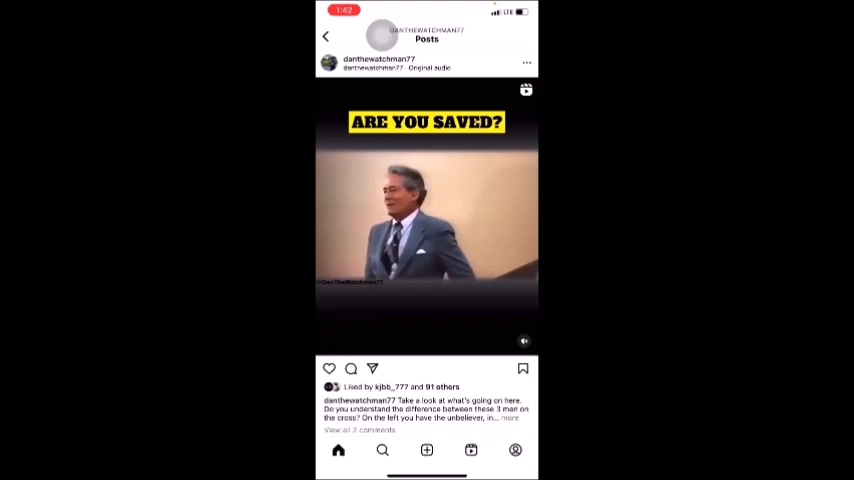 1:42
LTE
DANTHEWATCHMAN77
Posts
danthewatchman77
danthewatchman77 · Original audio
ARE YOU SAVED?
@DanTheWatchman77
Liked by kjbb_777 and 91 others
danthewatchman77 Take a look at what's going on here.
Do you understand the difference between these 3 men on
the cross? On the left you have the unbeliever, in... more
View all 2 comments